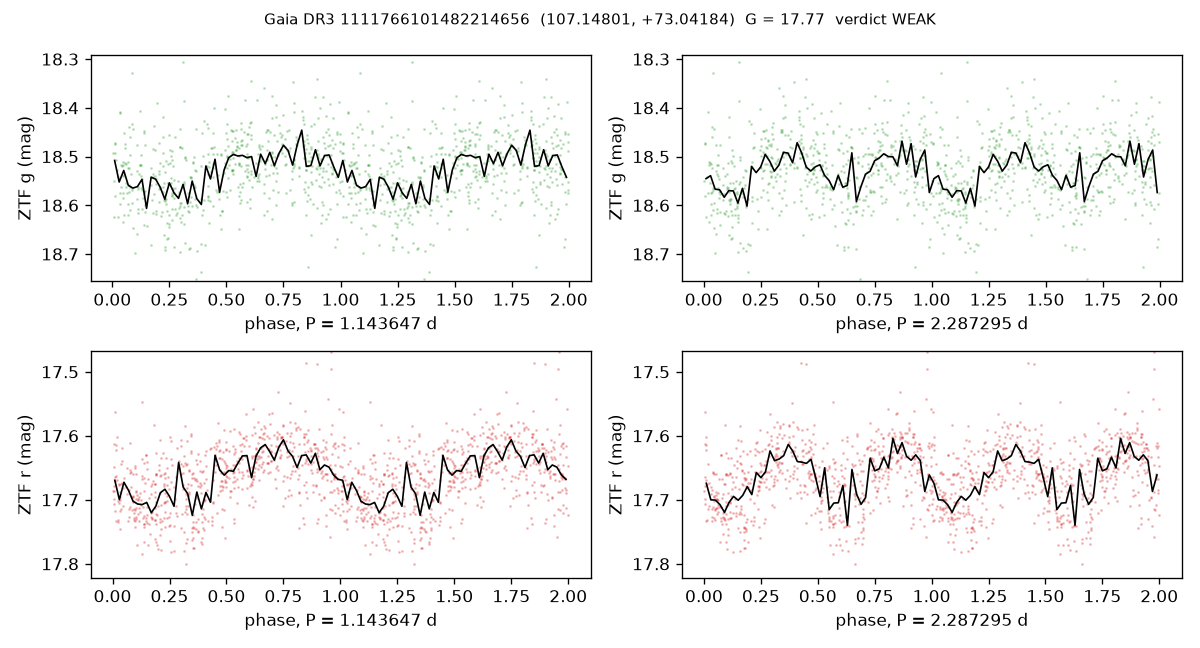 Gaia DR3 1111766101482214656  (107.14801, +73.04184)  G = 17.77  verdict WEAK
ZTF g (mag)
18.3
18.4
18.5
18.6
18.7
0.00 0.25 0.50 0.75 1.00 1.25 1.50 1.75 2.00
phase, P = 1.143647 d
ZTF g (mag)
18.3
18.4
18.5
18.6
18.7
0.00 0.25 0.50 0.75 1.00 1.25 1.50 1.75 2.00
phase, P = 2.287295 d
ZTF r (mag)
17.5
17.6
17.7
17.8
0.00 0.25 0.50 0.75 1.00 1.25 1.50 1.75 2.00
phase, P = 1.143647 d
ZTF r (mag)
17.5
17.6
17.7
17.8
0.00 0.25 0.50 0.75 1.00 1.25 1.50 1.75 2.00
phase, P = 2.287295 d